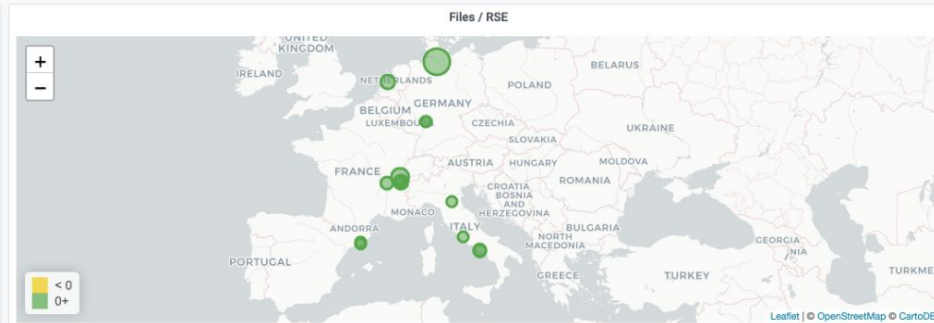 Files / RSE
+
−
UNITED
KINGDOM
IRELAND
NETHERLANDS
BELARUS
POLAND
BELGIUM
GERMANY
LUXEMBOU
CZECHIA
UKRAINE
SLOVAKIA
FRANCE
AUSTRIA
HUNGARY
MOLDOVA
ROMANIA
CROATIA
BOSNIA
AND
HERZEGOVINA
MONACO
ANDORRA
ITALY
BULGARIA
NORTH
MACEDONIA
GEORGIA
NIA
PORTUGAL
GREECE
TURKEY
TURKME
< 0
0+
Leaflet | © OpenStreetMap © CartoDB